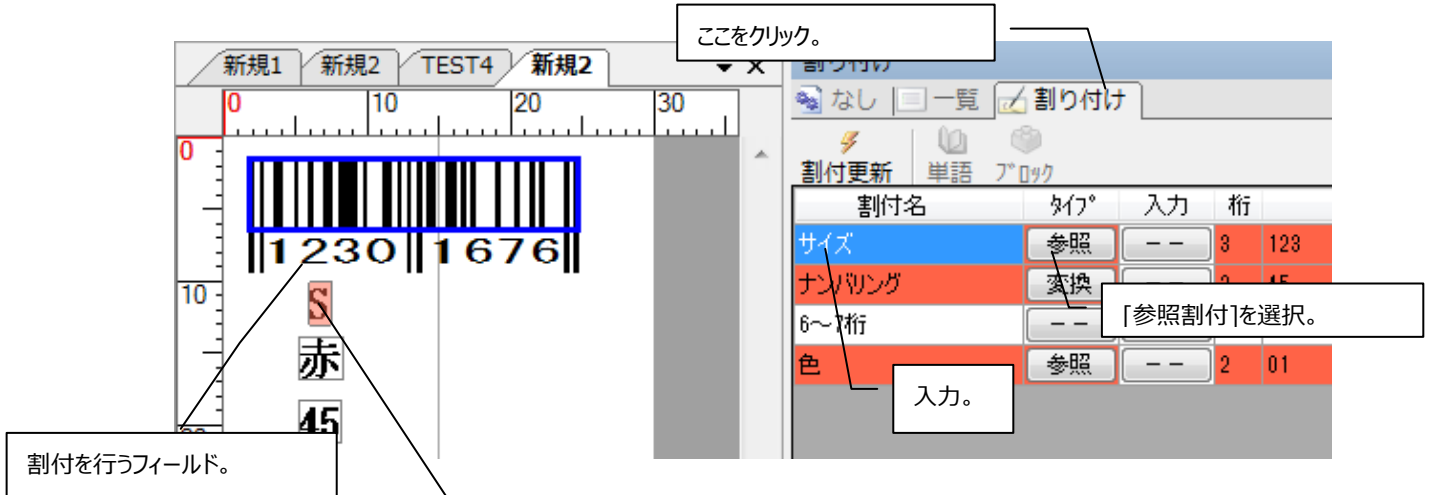 ここをクリック。
新規1 新規2 TEST4 新規2
割り付け
なし 一覧 割り付け
0 10 20 30
割付更新 単語 ﾌﾞﾛｯｸ
割付名 ﾀｲﾌﾟ 入力 桁
サイズ 参照 -- 3 123
ナンバリング 変換
「参照割付」を選択。
6～7桁 --
色 参照 -- 2 01
入力。
0
1230 1676
10
S
赤
45
割付を行うフィールド。